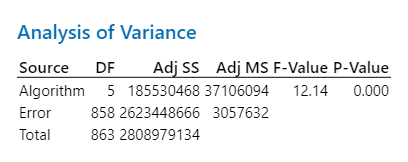 Analysis of Variance
Source DF Adj SS Adj MS F-Value P-Value
Algorithm 5 185530468 37106094 12.14 0.000
Error 858 2623448666 3057632
Total 863 2808979134